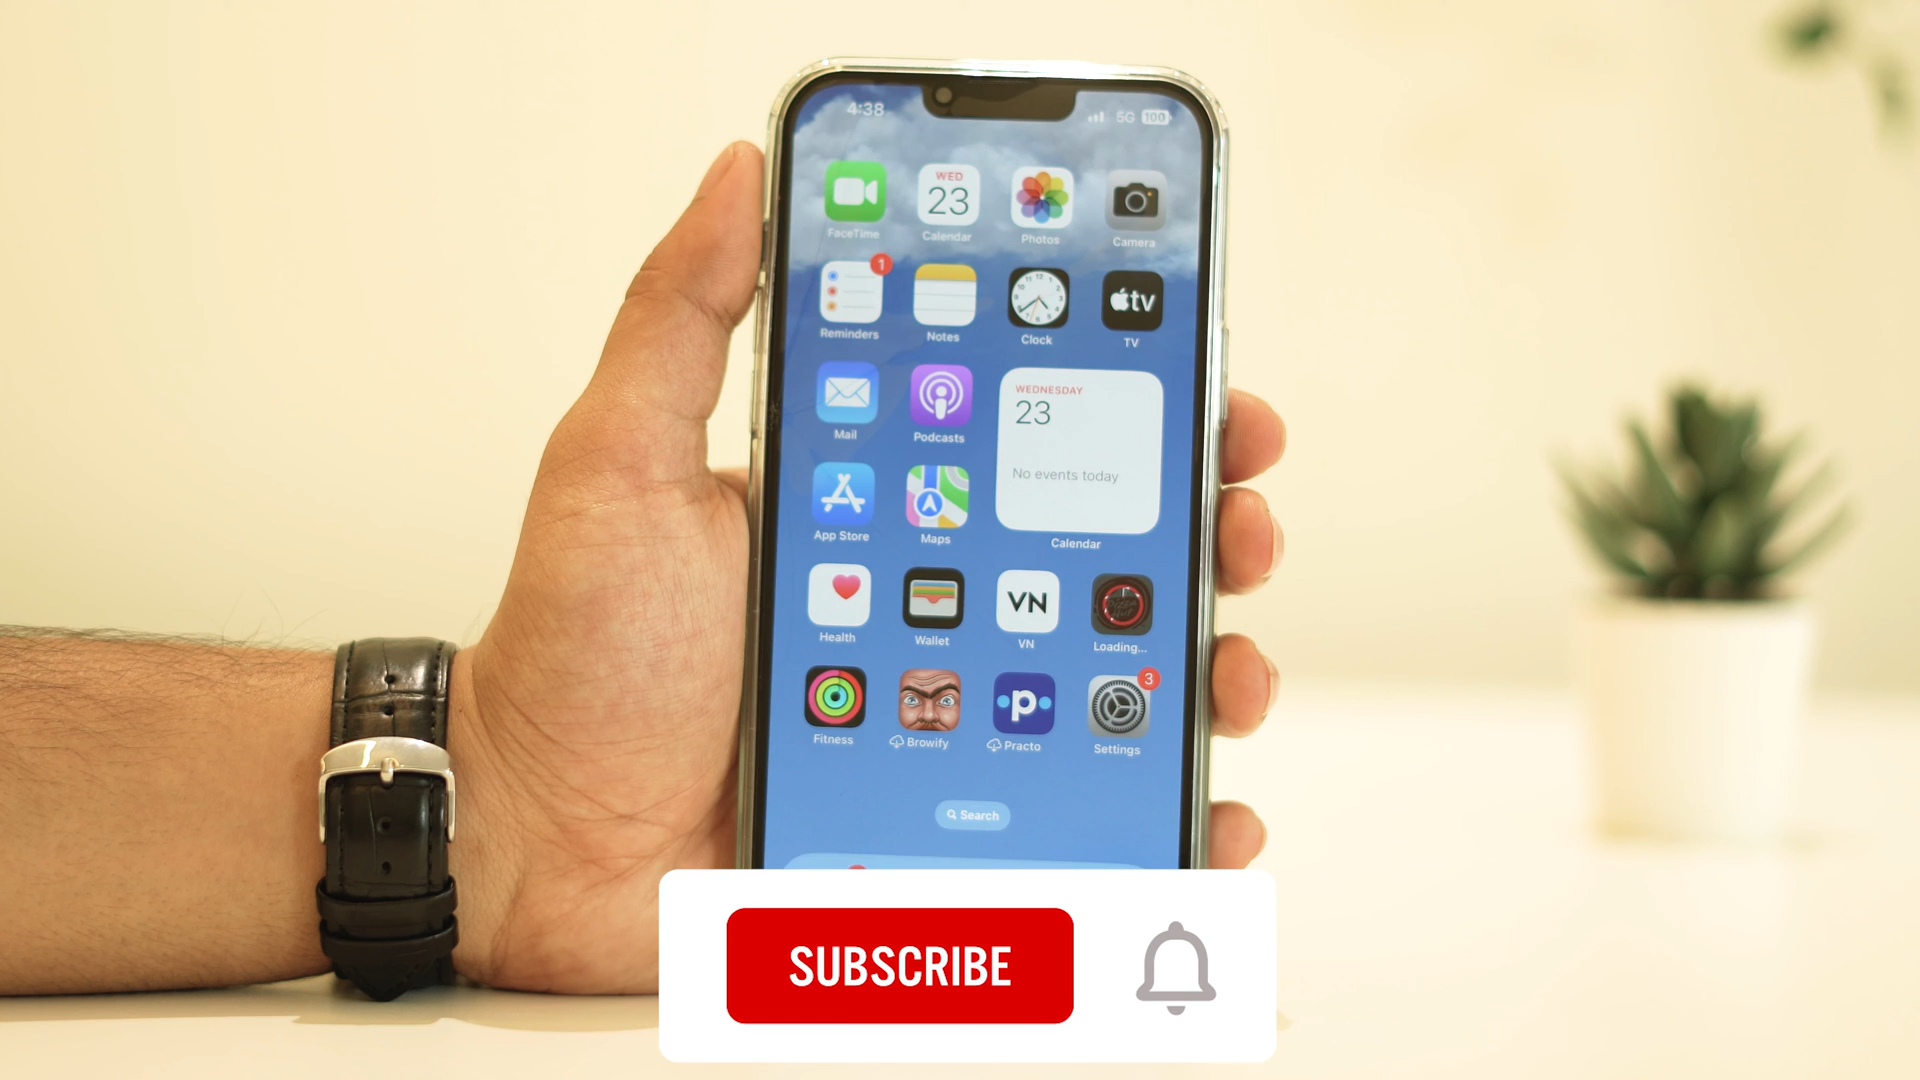 4:38
5G 100
WED
23
FaceTime
Calendar
Photos
Camera
1
tv
Reminders
Notes
Clock
TV
WEDNESDAY
23
No events today
Mail
Podcasts
App Store
Maps
Calendar
VN
Health
Wallet
VN
Loading...
3
p
Fitness
Browify
Practo
Settings
Search
SUBSCRIBE